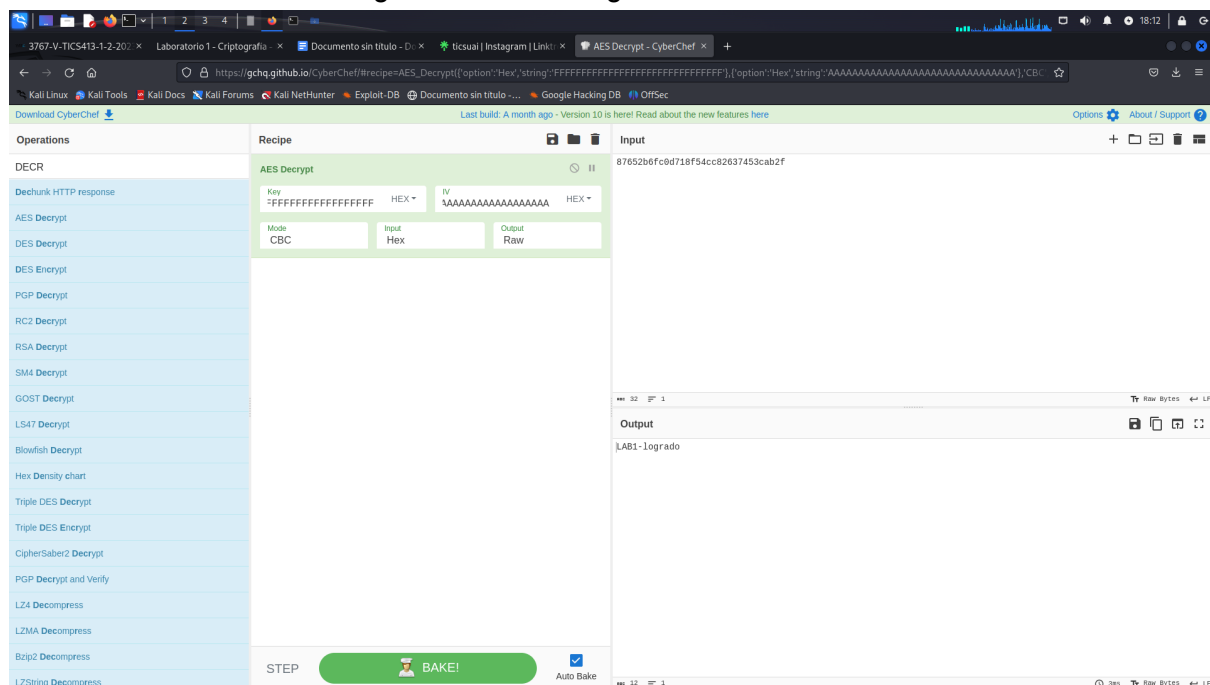 1 2 3 4
18:12
3767-V-TICS413-1-2-202 × Laboratorio 1 - Criptografía - × Documento sin título - Do × ticsuai | Instagram | Linktr × AES Decrypt - CyberChef × +
https://gchq.github.io/CyberChef/#recipe=AES_Decrypt({'option':'Hex','string':'FFFFFFFFFFFFFFFFFFFFFFFFFFFFFFFF'},{'option':'Hex','string':'AAAAAAAAAAAAAAAAAAAAAAAAAAAAAAAA'},'CBC'
Kali Linux Kali Tools Kali Docs Kali Forums Kali NetHunter Exploit-DB Documento sin título -... Google Hacking DB OffSec
Download CyberChef Last build: A month ago - Version 10 is here! Read about the new features here Options About / Support
Operations Recipe Input
DECR AES Decrypt 87652b6fc0d718f54cc82637453cab2f
Dechunk HTTP response
Key IV
FFFFFFFFFFFFFFFFFF HEX AAAAAAAAAAAAAAAAAAA HEX
AES Decrypt
Mode Input Output
CBC Hex Raw
DES Decrypt
DES Encrypt
PGP Decrypt
RC2 Decrypt
RSA Decrypt
SM4 Decrypt
GOST Decrypt
32 1 Raw Bytes LF
LS47 Decrypt
Output
Blowfish Decrypt
LAB1-logrado
Hex Density chart
Triple DES Decrypt
Triple DES Encrypt
CipherSaber2 Decrypt
PGP Decrypt and Verify
LZ4 Decompress
LZMA Decompress
Bzip2 Decompress
STEP BAKE! Auto Bake
LZString Decompress
12 1 3ms Raw Bytes LF